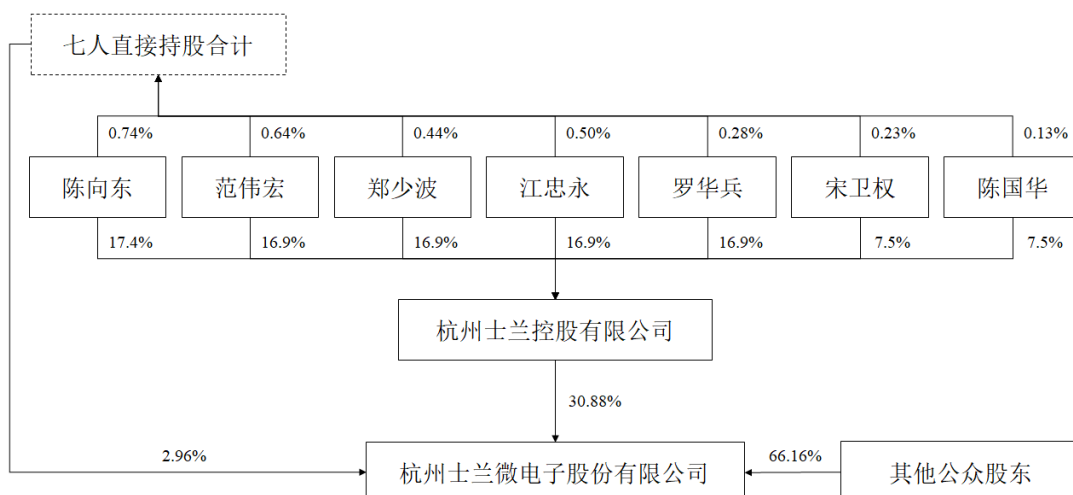 七人直接持股合计
0.74%
0.64%
0.44%
0.50%
0.28%
0.23%
0.13%
陈向东
范伟宏
郑少波
江忠永
罗华兵
宋卫权
陈国华
17.4%
16.9%
16.9%
16.9%
16.9%
7.5%
7.5%
杭州士兰控股有限公司
30.88%
2.96%
66.16%
杭州士兰微电子股份有限公司
其他公众股东